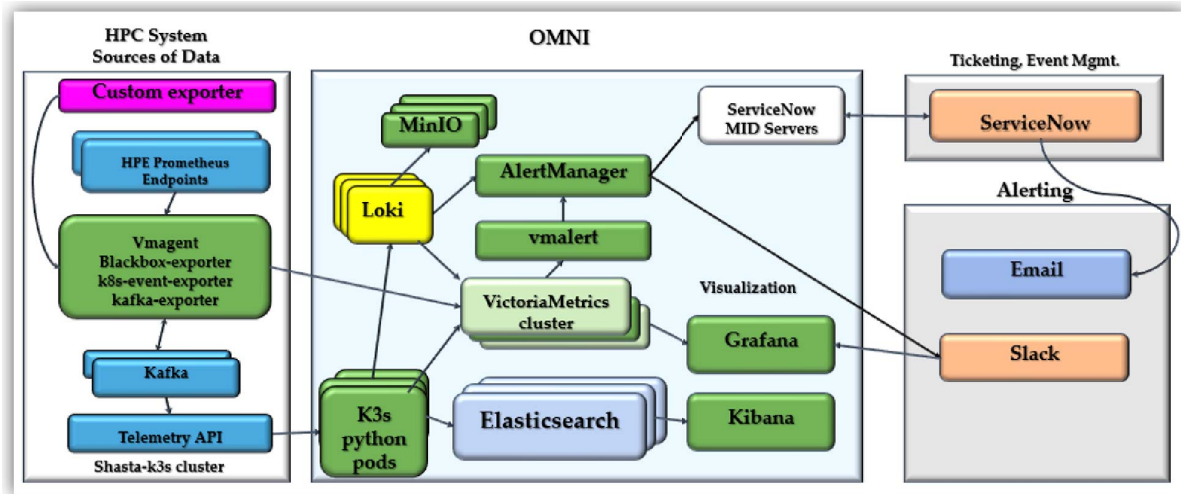 HPC System
Sources of Data
OMNI
Ticketing, Event Mgmt.
Custom exporter
HPE Prometheus
Endpoints
Vmagent
Blackbox-exporter
k8s-event-exporter
kafka-exporter
Kafka
Telemetry API
Shasta-k3s cluster
MinIO
Loki
AlertManager
vmalert
VictoriaMetrics
cluster
K3s
python
pods
Elasticsearch
ServiceNow
MID Servers
Visualization
Grafana
Kibana
ServiceNow
Alerting
Email
Slack